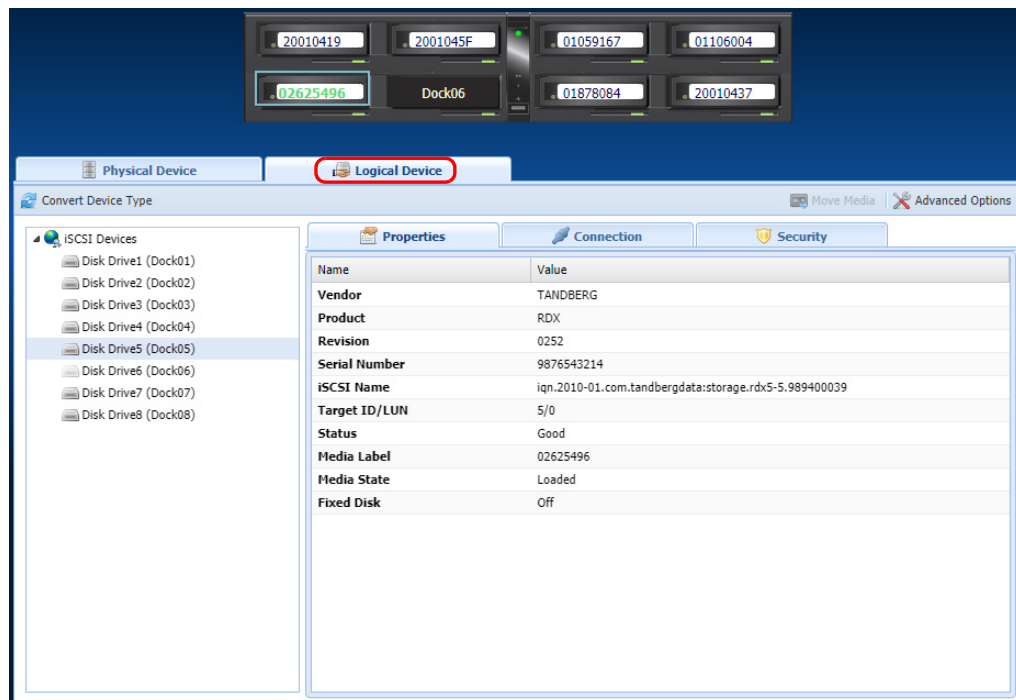 20010419 2001045F 01059167 01106004
02625496 Dock06 01878084 20010437
Physical Device Logical Device
Convert Device Type Move Media Advanced Options
iSCSI Devices
Disk Drive1 (Dock01)
Disk Drive2 (Dock02)
Disk Drive3 (Dock03)
Disk Drive4 (Dock04)
Disk Drive5 (Dock05)
Disk Drive6 (Dock06)
Disk Drive7 (Dock07)
Disk Drive8 (Dock08)
Properties Connection Security
Name Value
Vendor TANDBERG
Product RDX
Revision 0252
Serial Number 9876543214
iSCSI Name iqn.2010-01.com.tandbergdata:storage.rdx5-5.989400039
Target ID/LUN 5/0
Status Good
Media Label 02625496
Media State Loaded
Fixed Disk Off